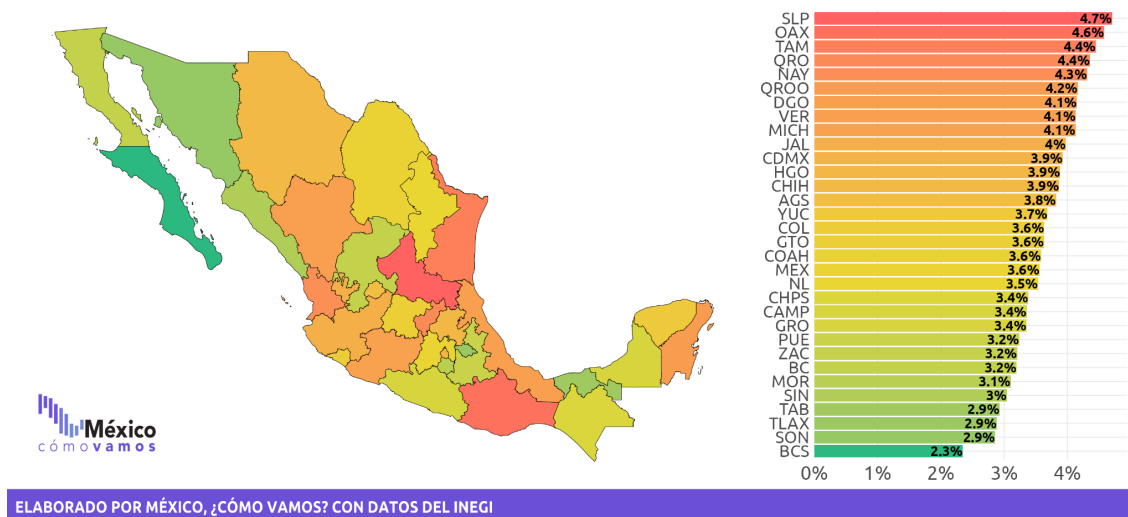 SLP 4.7%
OAX 4.6%
TAM 4.4%
QRO 4.4%
NAY 4.3%
QROO 4.2%
DGO 4.1%
VER 4.1%
MICH 4.1%
JAL 4%
CDMX 3.9%
HGO 3.9%
CHIH 3.9%
AGS 3.8%
YUC 3.7%
COL 3.6%
GTO 3.6%
COAH 3.6%
MEX 3.6%
NL 3.5%
CHPS 3.4%
CAMP 3.4%
GRO 3.4%
PUE 3.2%
ZAC 3.2%
BC 3.2%
MOR 3.1%
SIN 3%
TAB 2.9%
TLAX 2.9%
SON 2.9%
BCS 2.3%
0% 1% 2% 3% 4%
México
cómovamos
ELABORADO POR MÉXICO, ¿CÓMO VAMOS? CON DATOS DEL INEGI